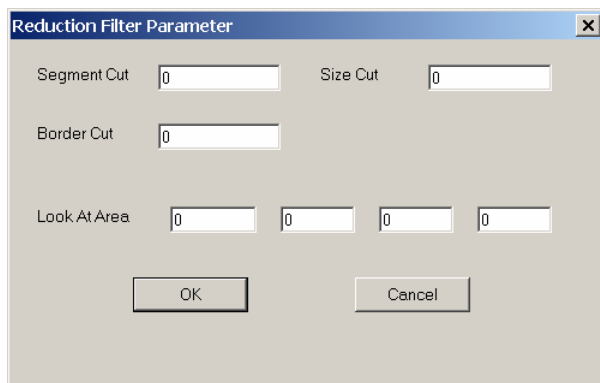 Reduction Filter Parameter
Segment Cut 0 Size Cut 0
Border Cut 0
Look At Area 0 0 0 0
OK Cancel